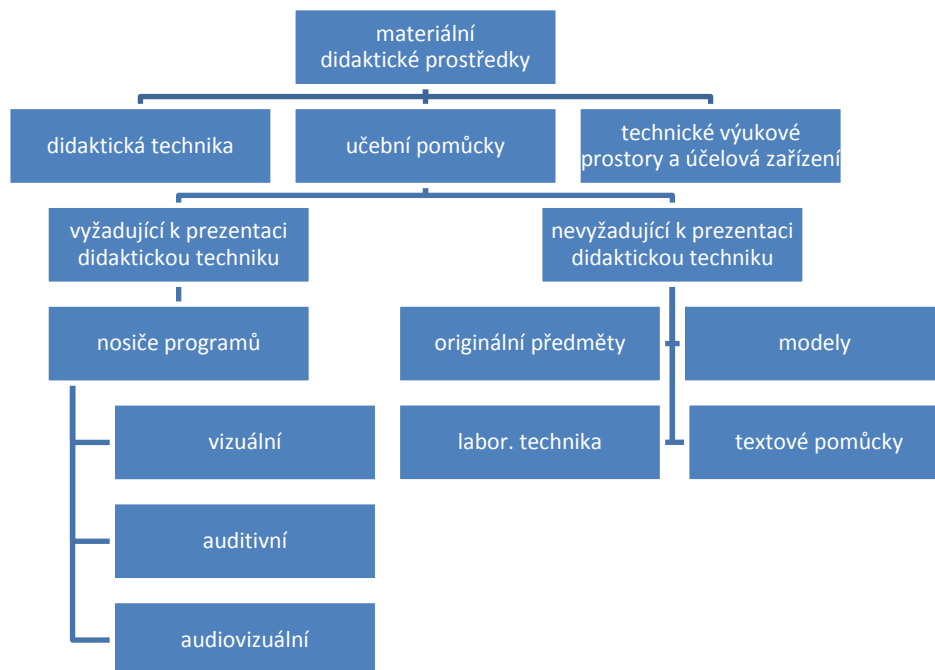 materiální
didaktické prostředky
didaktická technika
učební pomůcky
technické výukové
prostory a účelová zařízení
vyžadující k prezentaci
didaktickou techniku
nevyžadující k prezentaci
didaktickou techniku
nosiče programů
originální předměty
modely
vizuální
labor. technika
textové pomůcky
auditivní
audiovizuální